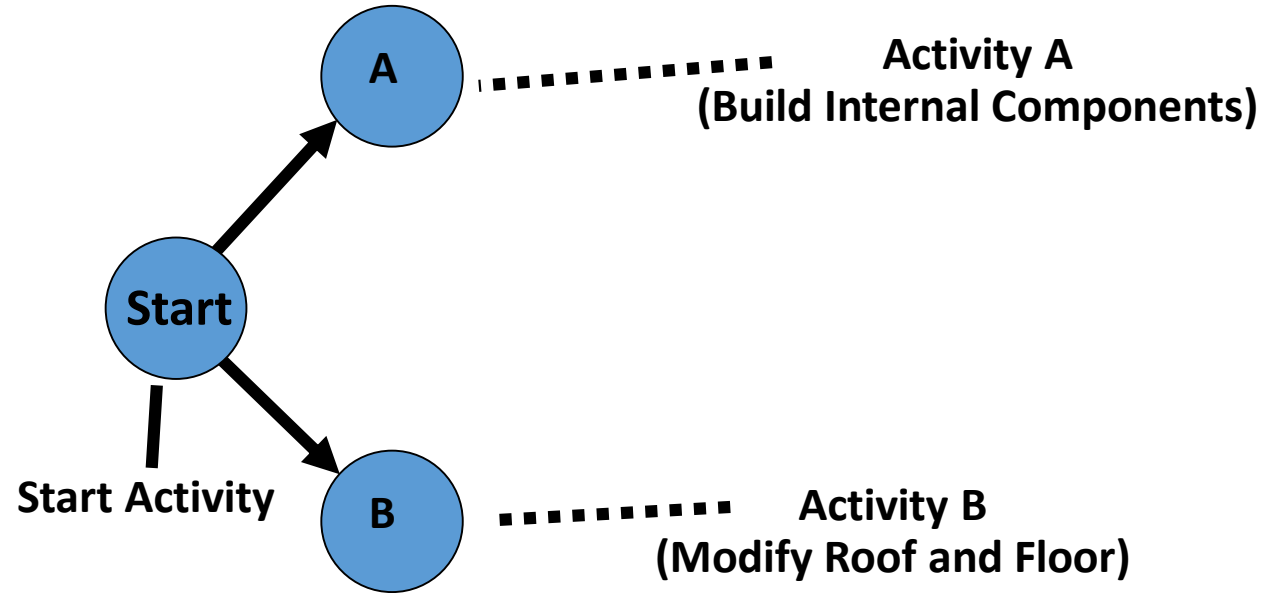 A
Activity A
(Build Internal Components)
Start
Start Activity
B
Activity B
(Modify Roof and Floor)